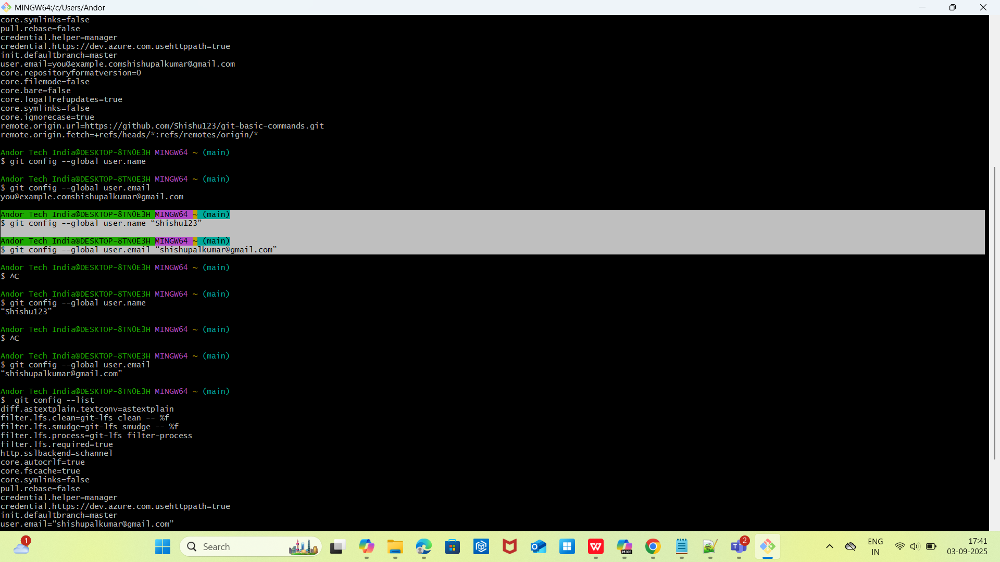 MINGW64:/c/Users/Andor
core.symlinks=false
pull.rebase=false
credential.helper=manager
credential.https://dev.azure.com.usehttppath=true
init.defaultbranch=master
user.email=you@example.comshishupalkumar@gmail.com
core.repositoryformatversion=0
core.filemode=false
core.bare=false
core.logallrefupdates=true
core.symlinks=false
core.ignorecase=true
remote.origin.url=https://github.com/Shishu123/git-basic-commands.git
remote.origin.fetch=+refs/heads/*:refs/remotes/origin/*
Andor Tech India@DESKTOP-8TN0E3H MINGW64 ~ (main)
$ git config --global user.name
Andor Tech India@DESKTOP-8TN0E3H MINGW64 ~ (main)
$ git config --global user.email
you@example.comshishupalkumar@gmail.com
Andor Tech India@DESKTOP-8TN0E3H MINGW64 ~ (main)
$ git config --global user.name “Shishu123”
Andor Tech India@DESKTOP-8TN0E3H MINGW64 ~ (main)
$ git config --global user.email “shishupalkumar@gmail.com”
Andor Tech India@DESKTOP-8TN0E3H MINGW64 ~ (main)
$ ^C
Andor Tech India@DESKTOP-8TN0E3H MINGW64 ~ (main)
$ git config --global user.name
“Shishu123”
Andor Tech India@DESKTOP-8TN0E3H MINGW64 ~ (main)
$ ^C
Andor Tech India@DESKTOP-8TN0E3H MINGW64 ~ (main)
$ git config --global user.email
“shishupalkumar@gmail.com”
Andor Tech India@DESKTOP-8TN0E3H MINGW64 ~ (main)
$  git config --list
diff.astextplain.textconv=astextplain
filter.lfs.clean=git-lfs clean -- %f
filter.lfs.smudge=git-lfs smudge -- %f
filter.lfs.process=git-lfs filter-process
filter.lfs.required=true
http.sslbackend=schannel
core.autocrlf=true
core.fscache=true
core.symlinks=false
pull.rebase=false
credential.helper=manager
credential.https://dev.azure.com.usehttppath=true
init.defaultbranch=master
user.email=“shishupalkumar@gmail.com”
1
Search
M365
2
ENG
IN
17:41
03-09-2025